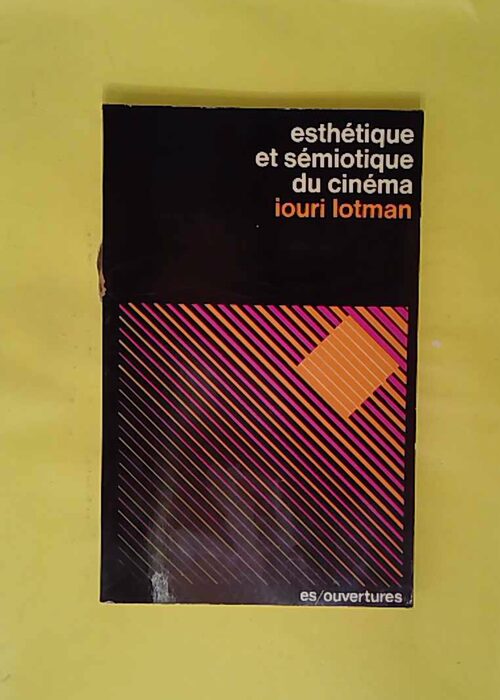 esthétique
et sémiotique
du cinéma
iouri lotman
es/ouvertures